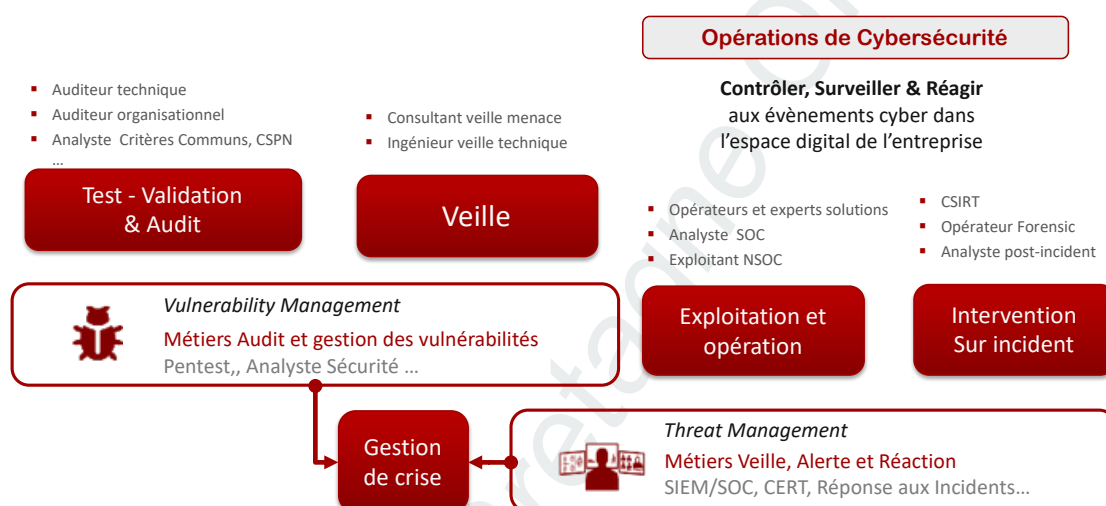 Opérations de Cybersécurité
Contrôler, Surveiller & Réagir
aux évènements cyber dans
l'espace digital de l'entreprise
▪ Auditeur technique
▪ Auditeur organisationnel
▪ Analyste Critères Communs, CSPN
...
Test - Validation
& Audit
▪ Consultant veille menace
▪ Ingénieur veille technique
Veille
▪ Opérateurs et experts solutions
▪ Analyste SOC
▪ Exploitant NSOC
Exploitation et
opération
▪ CSIRT
▪ Opérateur Forensic
▪ Analyste post-incident
Intervention
Sur incident
Vulnerability Management
Métiers Audit et gestion des vulnérabilités
Pentest,, Analyste Sécurité ...
Gestion
de crise
Threat Management
Métiers Veille, Alerte et Réaction
SIEM/SOC, CERT, Réponse aux Incidents...